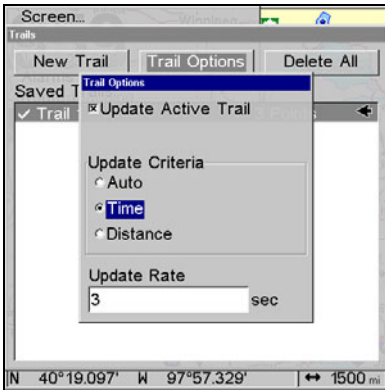 Screen...
Trails
New Trail Trail Options Delete All
Trail Options
Saved T
Update Active Trail
Trail
Update Criteria
Auto
Time
Distance
Update Rate
3 sec
N 40°19.097' W 97°57.329' 1500 mi